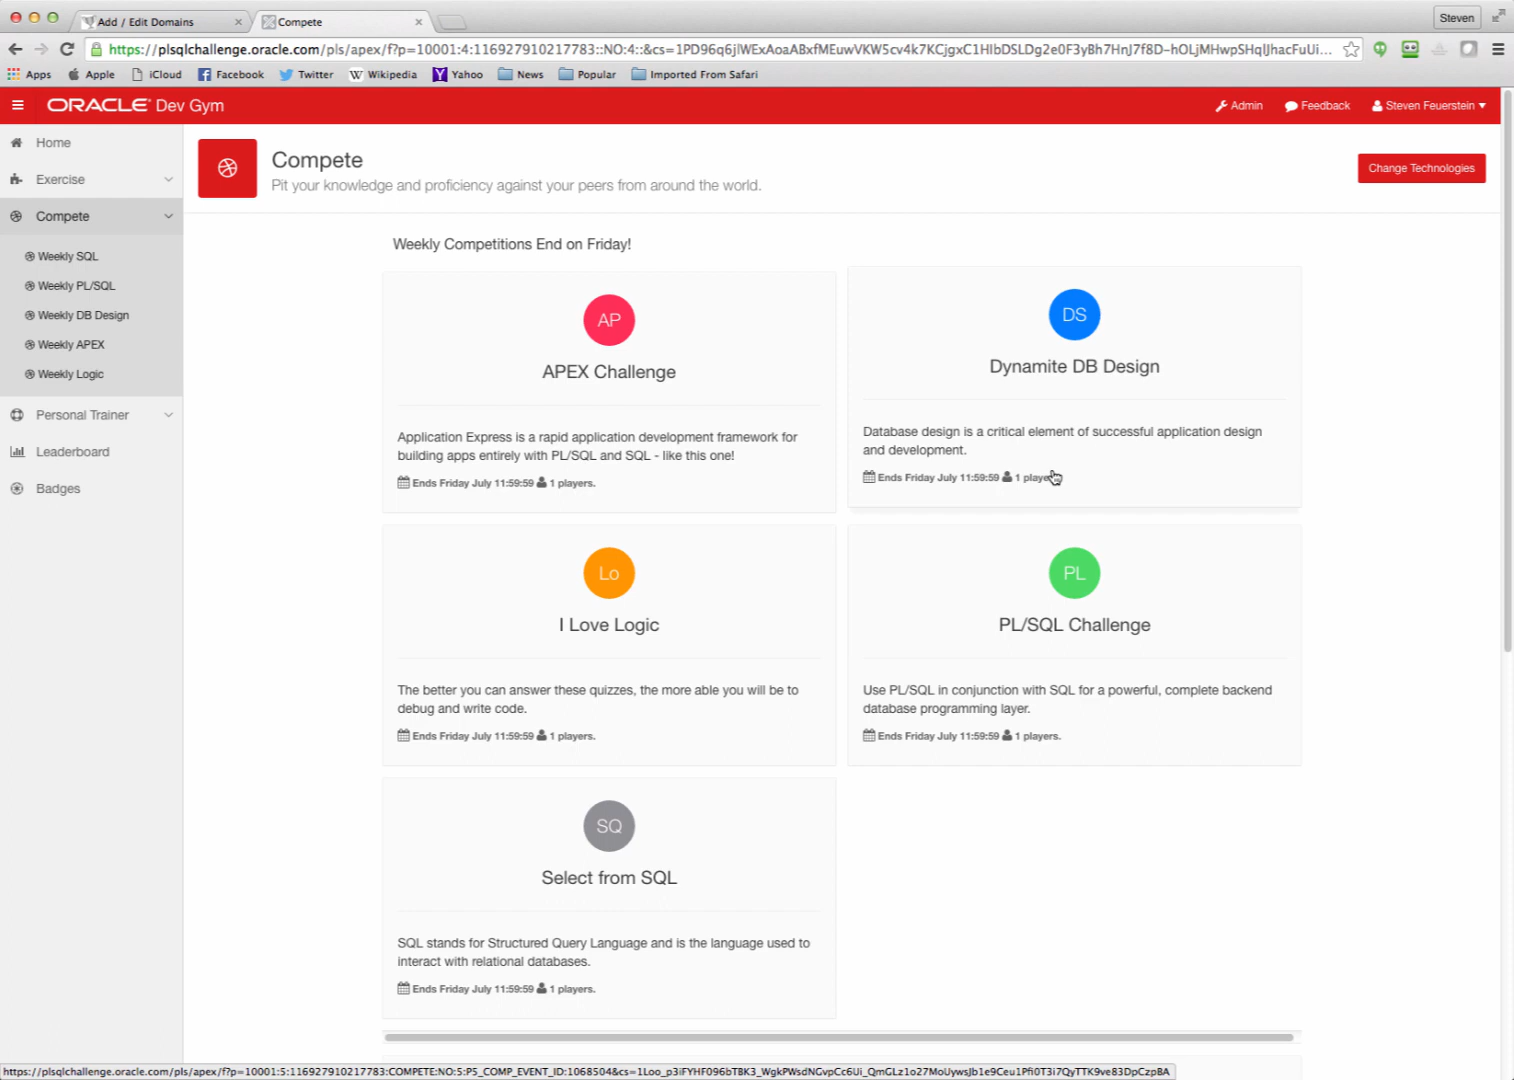 Add / Edit Domains
Compete
Steven
https://plsqlchallenge.oracle.com/pls/apex/f?p=10001:4:116927910217783::NO:4::&cs=1PD96q6jlWExAoaABxfMEuwVKW5cv4k7KCjgxC1HIbDSLDg2e0F3yBh7HnJ7f8D-hOLjMHwpSHqIJhacFuUi...
Apps
Apple
iCloud
Facebook
Twitter
W Wikipedia
Yahoo
News
Popular
Imported From Safari
ORACLE Dev Gym
Admin
Feedback
Steven Feuerstein
Home
Exercise
Compete
Weekly SQL
Weekly PL/SQL
Weekly DB Design
Weekly APEX
Weekly Logic
Personal Trainer
Leaderboard
Badges
Compete
Pit your knowledge and proficiency against your peers from around the world.
Change Technologies
Weekly Competitions End on Friday!
AP
APEX Challenge
Application Express is a rapid application development framework for
building apps entirely with PL/SQL and SQL - like this one!
Ends Friday July 11:59:59 1 players.
DS
Dynamite DB Design
Database design is a critical element of successful application design
and development.
Ends Friday July 11:59:59 1 playe
Lo
I Love Logic
The better you can answer these quizzes, the more able you will be to
debug and write code.
Ends Friday July 11:59:59 1 players.
PL
PL/SQL Challenge
Use PL/SQL in conjunction with SQL for a powerful, complete backend
database programming layer.
Ends Friday July 11:59:59 1 players.
SQ
Select from SQL
SQL stands for Structured Query Language and is the language used to
interact with relational databases.
Ends Friday July 11:59:59 1 players.
https://plsqlchallenge.oracle.com/pls/apex/f?p=10001:5:116927910217783:COMPETE:NO:5:P5_COMP_EVENT_ID:1068504&cs=1Loo_p3iFYHF096bTBK3_WgkPWsdNGvpCc6Ui_QmGLz1o27MoUywsJb1e9Ceu1Pfi0T3i7QyTTK9ve83DpCzpBA